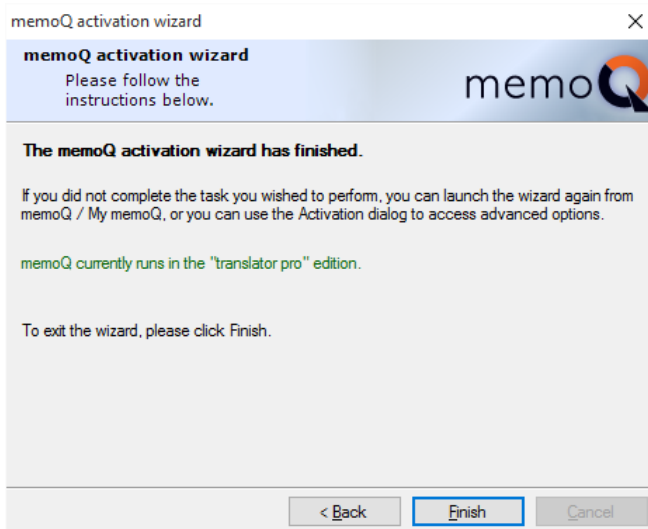 memoQ activation wizard
memoQ activation wizard
Please follow the
instructions below.
memoQ
The memoQ activation wizard has finished.
If you did not complete the task you wished to perform, you can launch the wizard again from
memoQ / My memoQ, or you can use the Activation dialog to access advanced options.
memoQ currently runs in the "translator pro" edition.
To exit the wizard, please click Finish.
< Back
Finish
Cancel